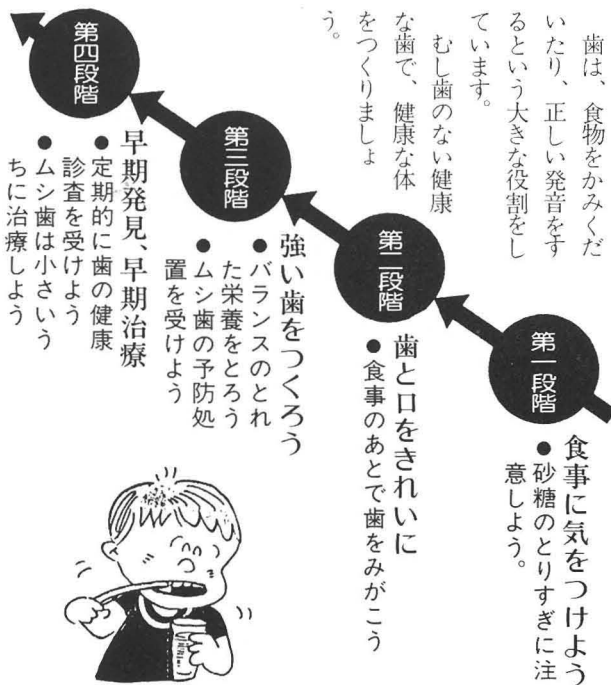 歯は、食物をかみくだ
いたり、正しい発音をす
るという大きな役割をし
ています。
むし歯のない健康
な歯で、健康な体
をつくりましょ
う。
第一段階
食事に気をつけよう
●砂糖のとりすぎに注
意しよう。
第二段階
歯と口をきれいに
●食事のあとで歯をみがこう
第三段階
強い歯をつくろう
●バランスのとれ
た栄養をとろう
●ムシ歯の予防処
置を受けよう
第四段階
早期発見、早期治療
●定期的に歯の健康
診査を受けよう
●ムシ歯は小さいう
ちに治療しよう